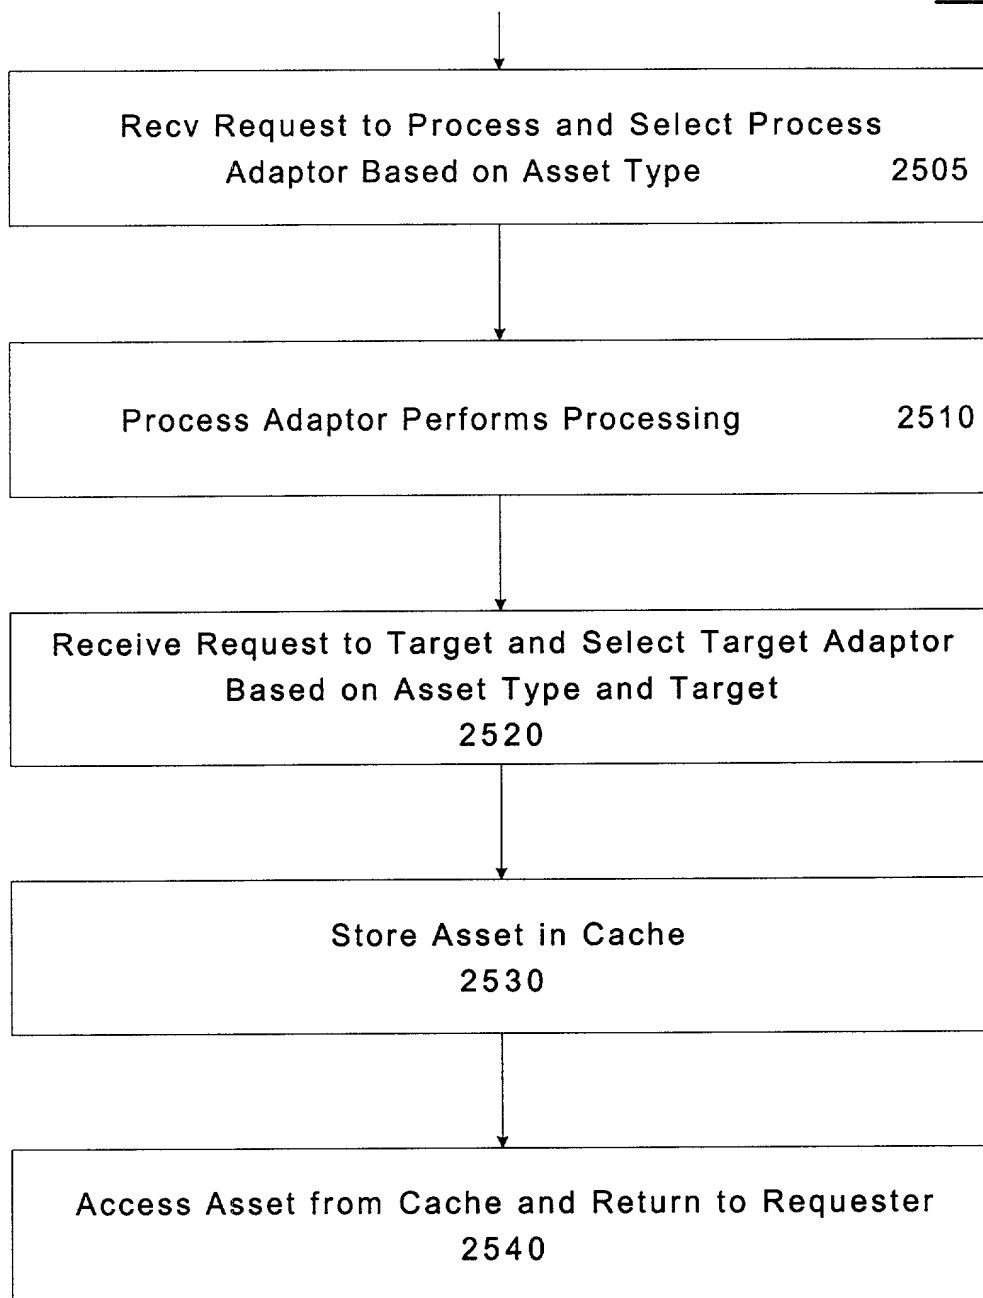 Recv Request to Process and Select Process
Adaptor Based on Asset Type 2505
Process Adaptor Performs Processing 2510
Receive Request to Target and Select Target Adaptor
Based on Asset Type and Target
2520
Store Asset in Cache
2530
Access Asset from Cache and Return to Requester
2540